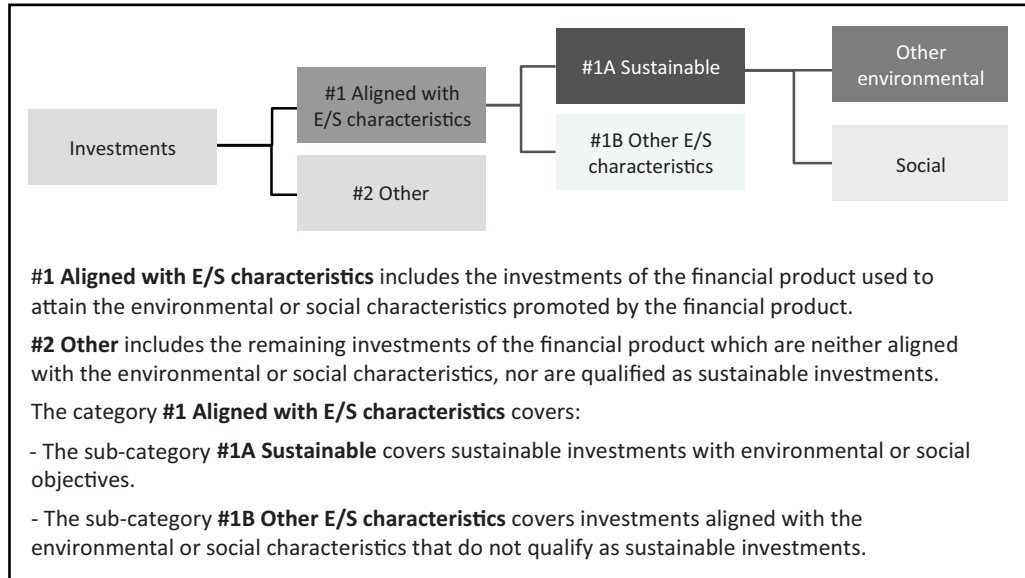 Investments
#1 Aligned with
E/S characteristics
#2 Other
#1A Sustainable
#1B Other E/S
characteristics
Other
environmental
Social
#1 Aligned with E/S characteristics includes the investments of the financial product used to
attain the environmental or social characteristics promoted by the financial product.
#2 Other includes the remaining investments of the financial product which are neither aligned
with the environmental or social characteristics, nor are qualified as sustainable investments.
The category #1 Aligned with E/S characteristics covers:
- The sub-category #1A Sustainable covers sustainable investments with environmental or social
objectives.
- The sub-category #1B Other E/S characteristics covers investments aligned with the
environmental or social characteristics that do not qualify as sustainable investments.